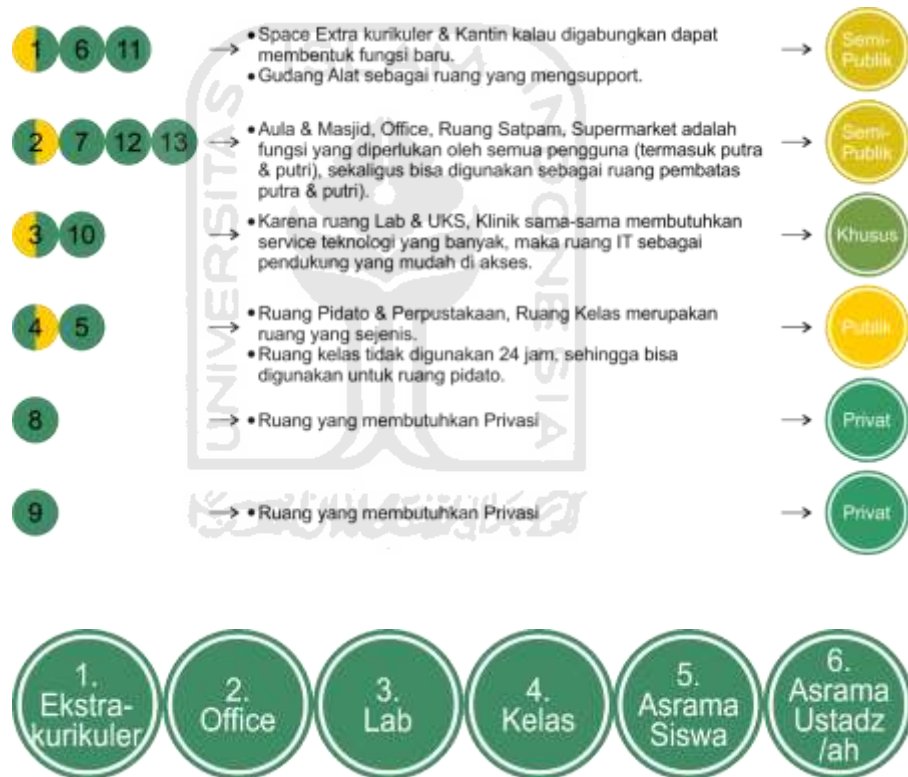 1 6 11
• Space Extra kurikuler & Kantin kalau digabungkan dapat
membentuk fungsi baru.
• Gudang Alat sebagai ruang yang mengsupport.
Semi-
Publik
2 7 12 13
• Aula & Masjid, Office, Ruang Satpam, Supermarket adalah
fungsi yang diperlukan oleh semua pengguna (termasuk putra
& putri), sekaligus bisa digunakan sebagai ruang pembatas
putra & putri).
Semi-
Publik
3 10
• Karena ruang Lab & UKS, Klinik sama-sama membutuhkan
service teknologi yang banyak, maka ruang IT sebagai
pendukung yang mudah di akses.
Khusus
4 5
• Ruang Pidato & Perpustakaan, Ruang Kelas merupakan
ruang yang sejenis.
• Ruang kelas tidak digunakan 24 jam, sehingga bisa
digunakan untuk ruang pidato.
Publik
8
• Ruang yang membutuhkan Privasi
Privat
9
• Ruang yang membutuhkan Privasi
Privat
UNIVERSITAS
ISLAM
INDONESIA
1.
Ekstra-
kurikuler
2.
Office
3.
Lab
4.
Kelas
5.
Asrama
Siswa
6.
Asrama
Ustadz
/ah